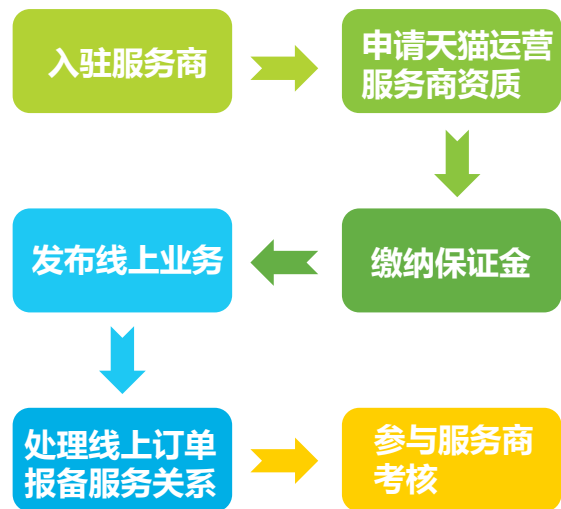 入驻服务商
申请天猫运营
服务商资质
缴纳保证金
发布线上业务
处理线上订单
报备服务关系
参与服务商
考核